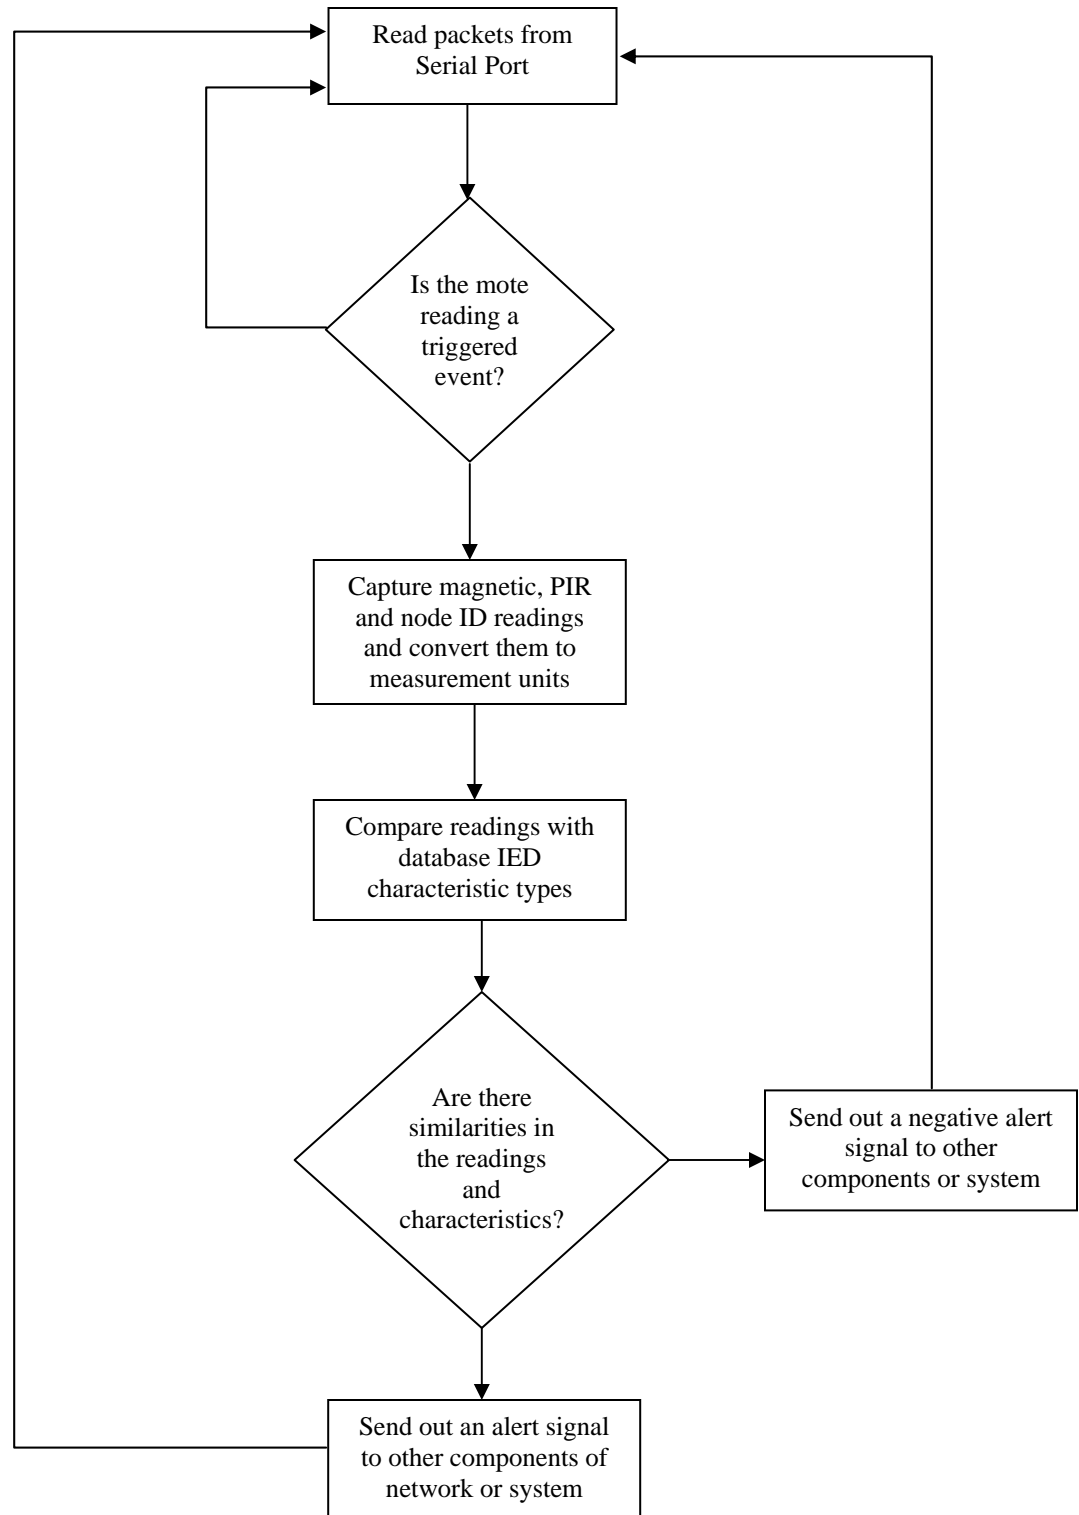 Read packets from
Serial Port
Is the mote
reading a
triggered
event?
Capture magnetic, PIR
and node ID readings
and convert them to
measurement units
Compare readings with
database IED
characteristic types
Are there
similarities in
the readings
and
characteristics?
Send out a negative alert
signal to other
components or system
Send out an alert signal
to other components of
network or system